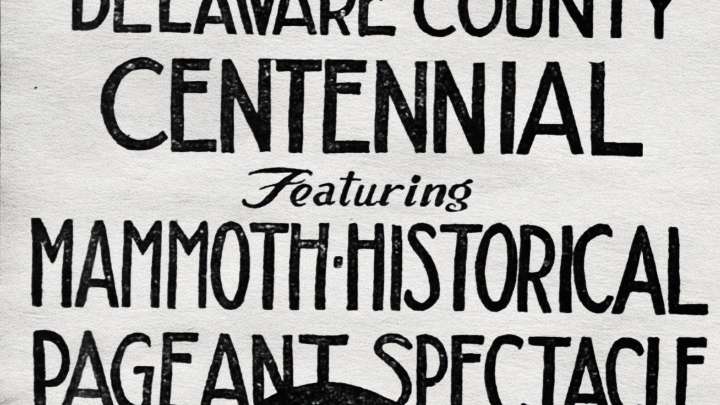 DELAWARE COUNTY
CENTENNIAL
Featuring
MAMMOTH·HISTORICAL
PAGEANT SPECTACLE